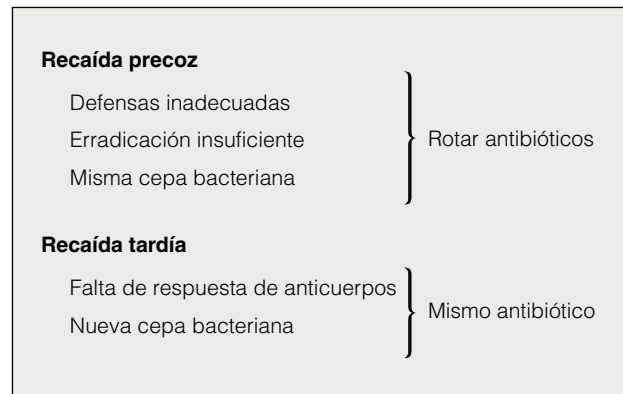 Recaída precoz
Defensas inadecuadas
Erradicación insuficiente
Misma cepa bacteriana
Rotar antibióticos
Recaída tardía
Falta de respuesta de anticuerpos
Nueva cepa bacteriana
Mismo antibiótico